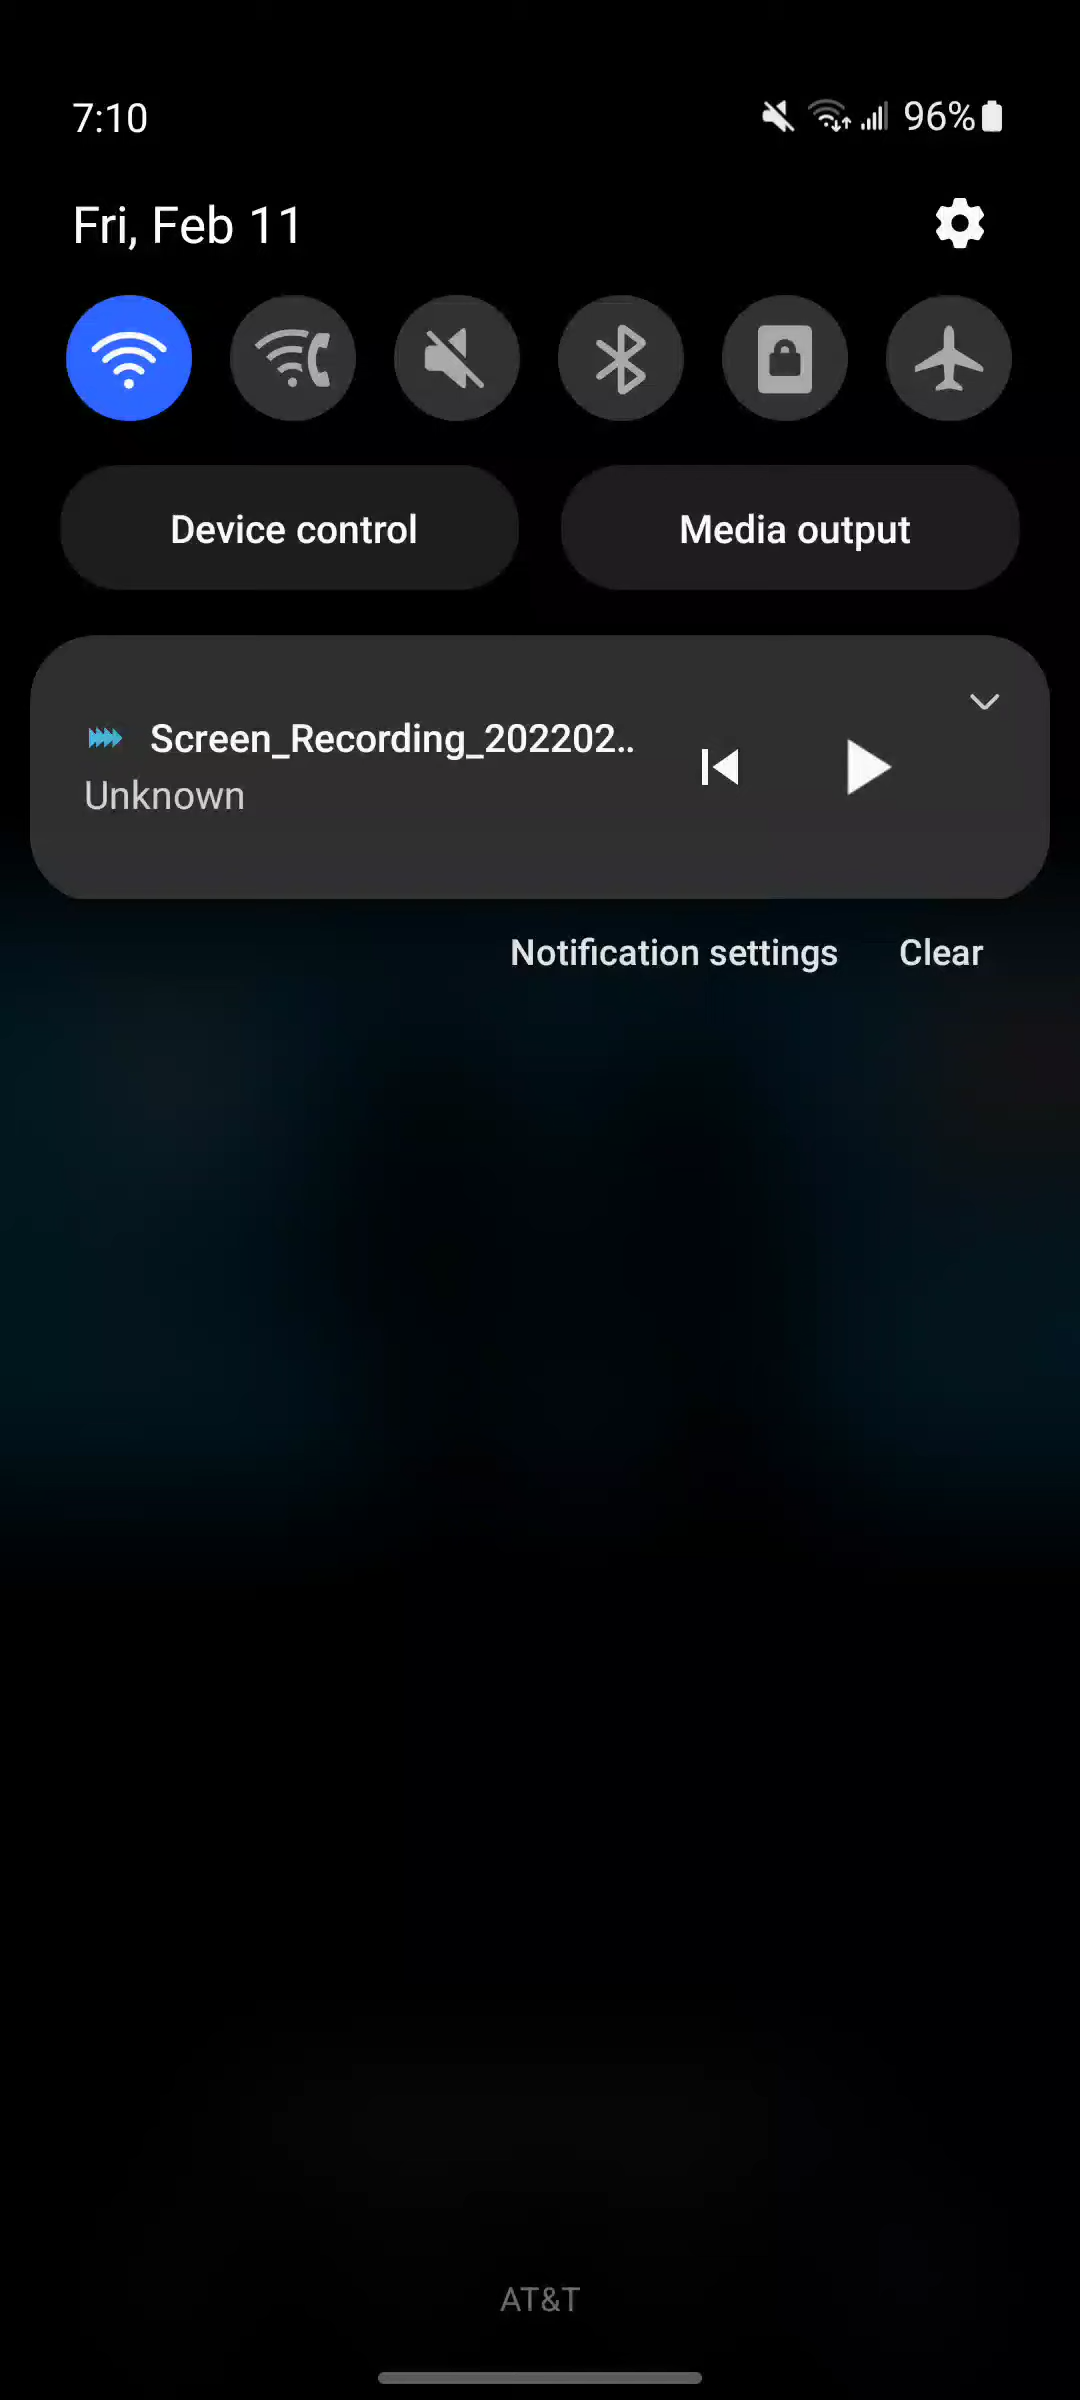 7:10
96%
Fri, Feb 11
Device control
Media output
Screen_Recording_202202..
Unknown
Notification settings
Clear
AT&T